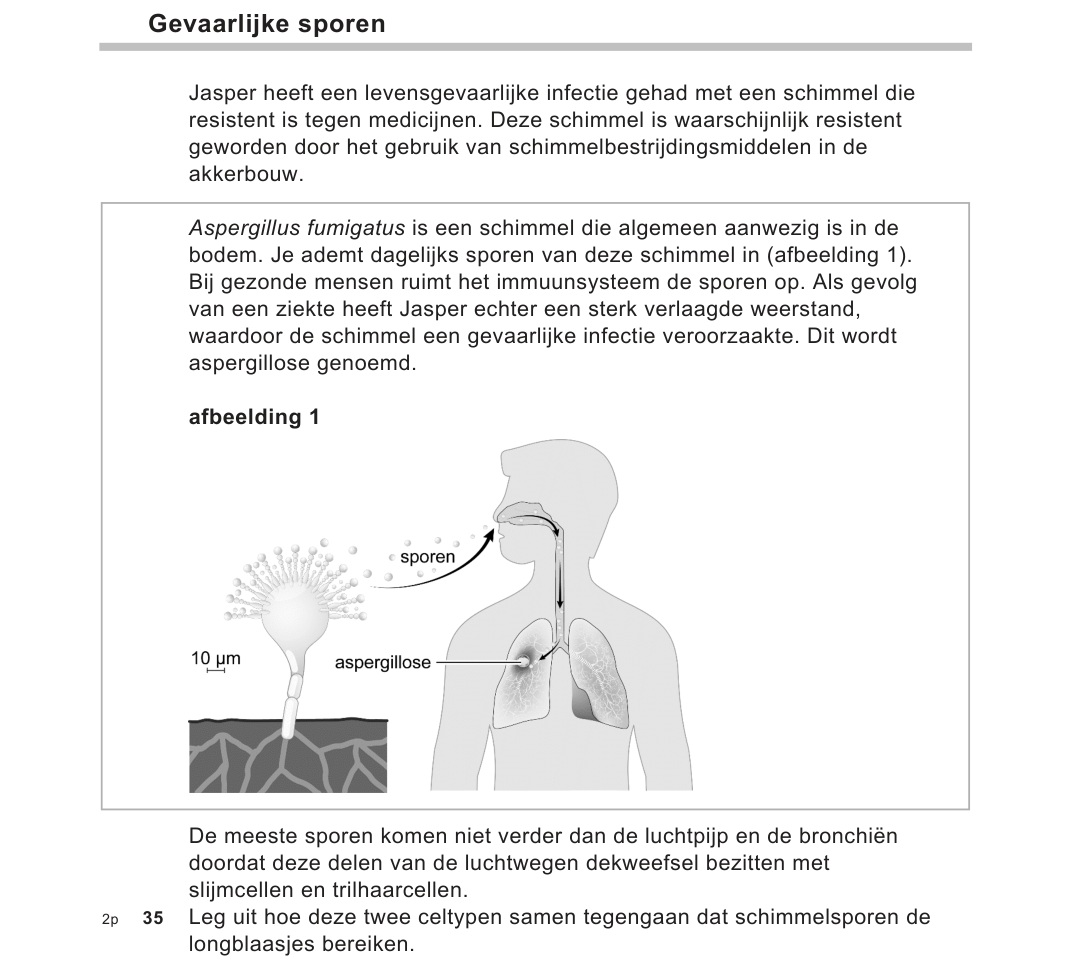 Gevaarlijke sporen
Jasper heeft een levensgevaarlijke infectie gehad met een schimmel die
resistent is tegen medicijnen. Deze schimmel is waarschijnlijk resistent
geworden door het gebruik van schimmelbestrijdingsmiddelen in de
akkerbouw.
Aspergillus fumigatus is een schimmel die algemeen aanwezig is in de
bodem. Je ademt dagelijks sporen van deze schimmel in (afbeelding 1).
Bij gezonde mensen ruimt het immuunsysteem de sporen op. Als gevolg
van een ziekte heeft Jasper echter een sterk verlaagde weerstand,
waardoor de schimmel een gevaarlijke infectie veroorzaakte. Dit wordt
aspergillose genoemd.
afbeelding 1
sporen
10 µm
aspergillose
De meeste sporen komen niet verder dan de luchtpijp en de bronchiën
doordat deze delen van de luchtwegen dekweefsel bezitten met
slijmcellen en trilhaarcellen.
2p 35 Leg uit hoe deze twee celtypen samen tegengaan dat schimmelsporen de
longblaasjes bereiken.